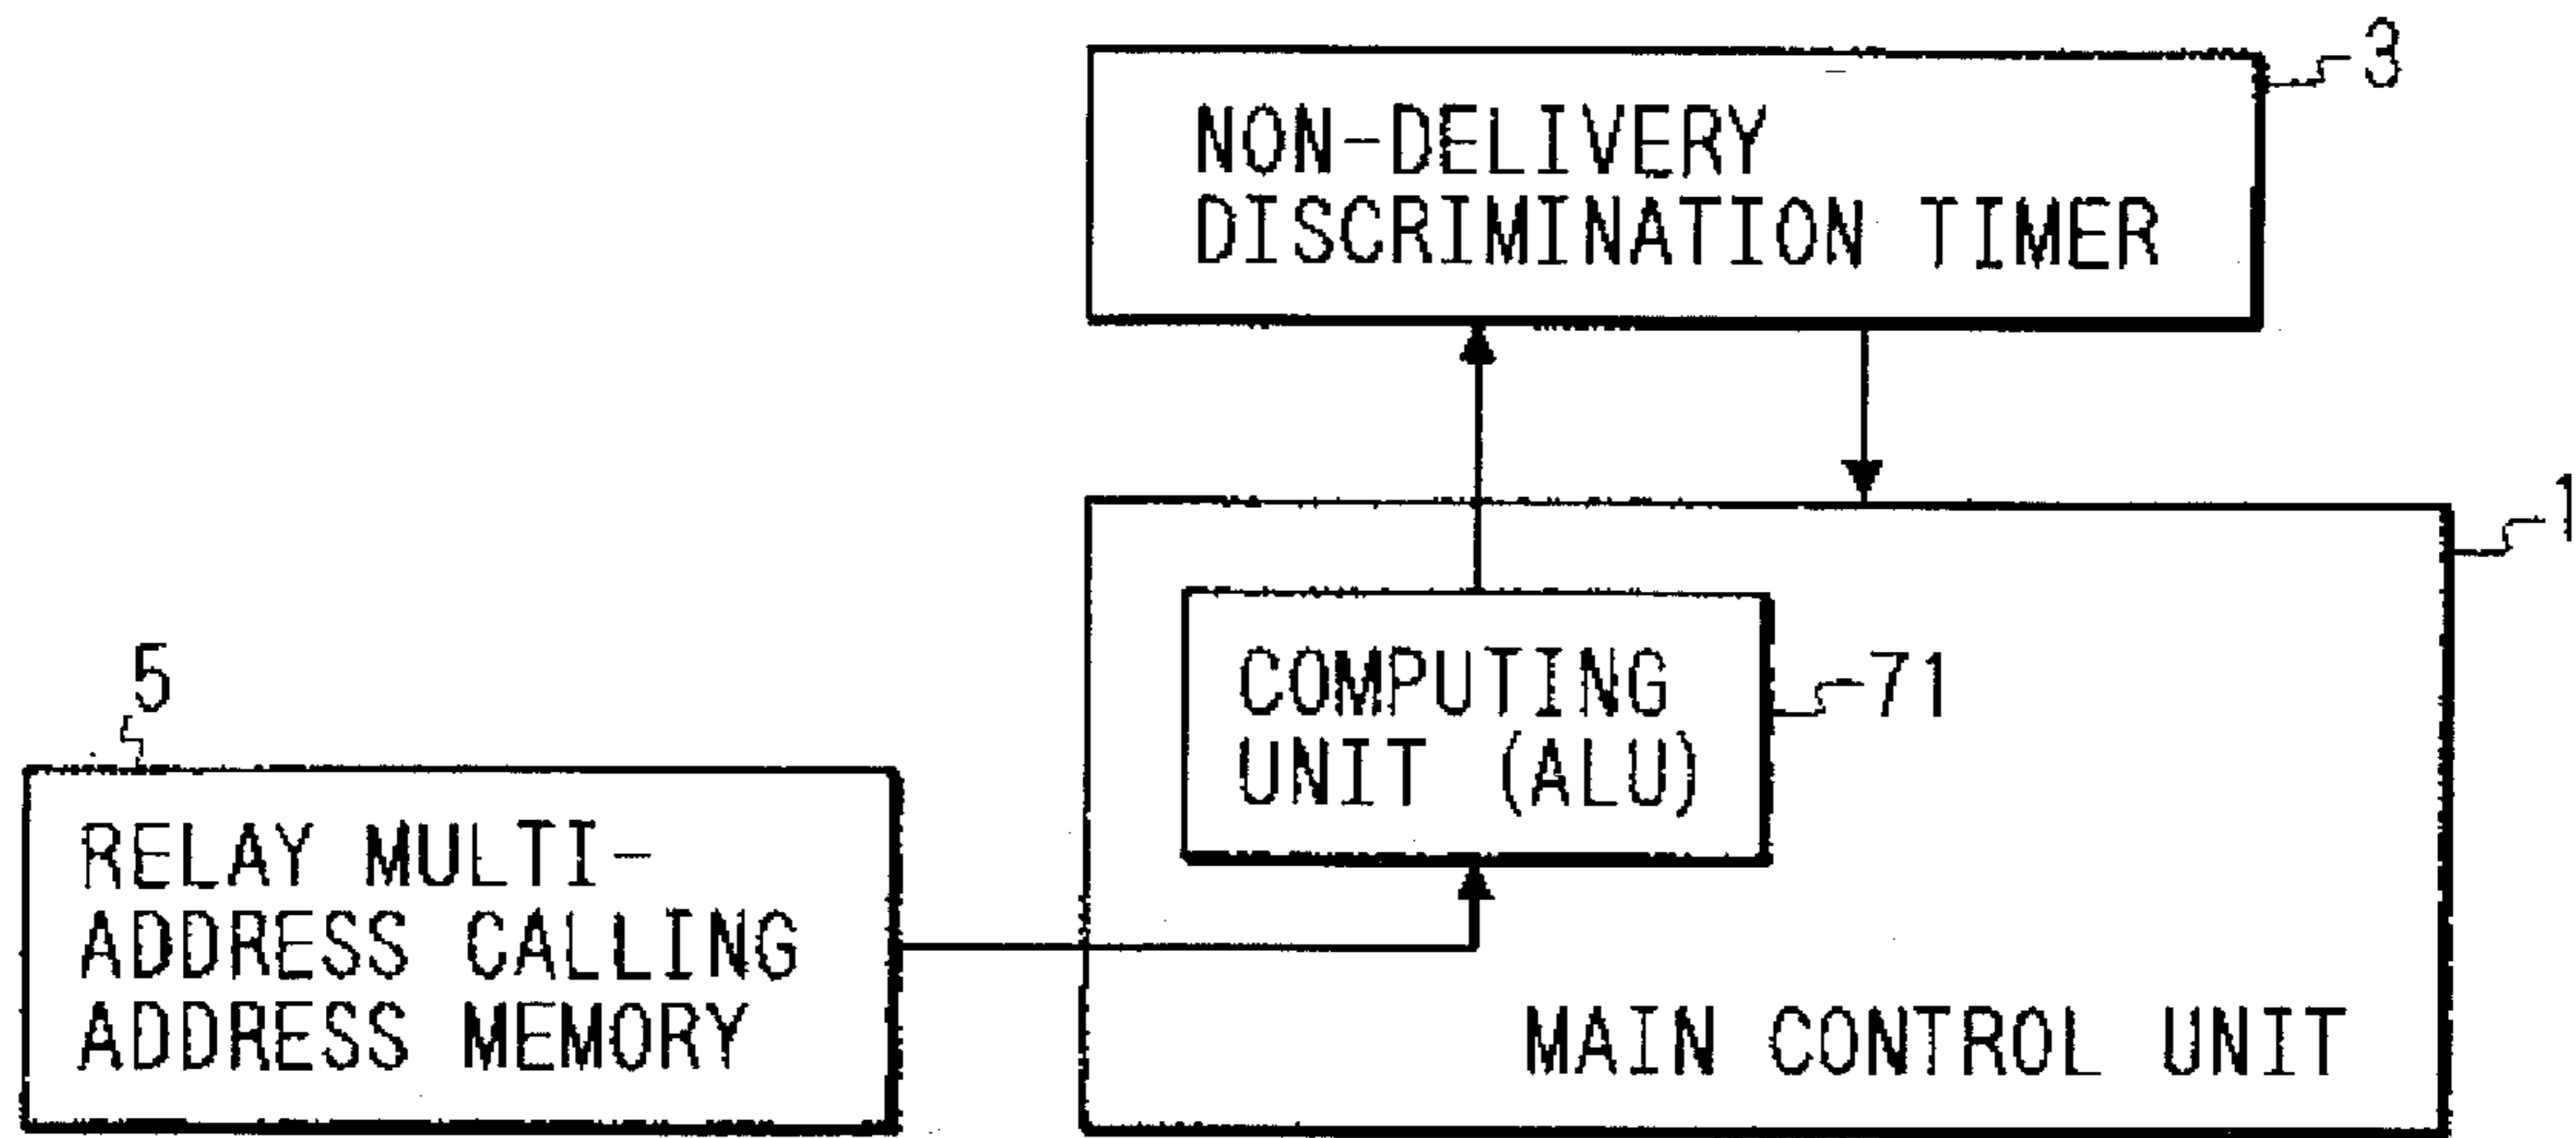 3
NON-DELIVERY
DISCRIMINATION TIMER
1
COMPUTING
UNIT (ALU)
71
5
RELAY MULTI-
ADDRESS CALLING
ADDRESS MEMORY
MAIN CONTROL UNIT